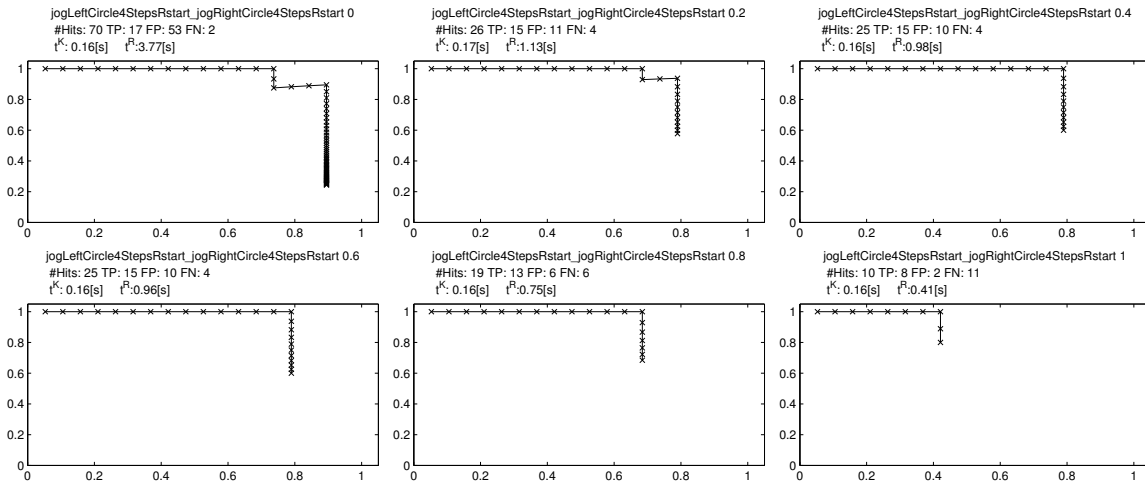 jogLeftCircle4StepsRstart_jogRightCircle4StepsRstart 0
#Hits: 70 TP: 17 FP: 53 FN: 2
t^K: 0.16[s] t^R:3.77[s]
1
0.8
0.6
0.4
0.2
0
0 0.2 0.4 0.6 0.8 1
jogLeftCircle4StepsRstart_jogRightCircle4StepsRstart 0.2
#Hits: 26 TP: 15 FP: 11 FN: 4
t^K: 0.17[s] t^R:1.13[s]
1
0.8
0.6
0.4
0.2
0
0 0.2 0.4 0.6 0.8 1
jogLeftCircle4StepsRstart_jogRightCircle4StepsRstart 0.4
#Hits: 25 TP: 15 FP: 10 FN: 4
t^K: 0.16[s] t^R:0.98[s]
1
0.8
0.6
0.4
0.2
0
0 0.2 0.4 0.6 0.8 1
jogLeftCircle4StepsRstart_jogRightCircle4StepsRstart 0.6
#Hits: 25 TP: 15 FP: 10 FN: 4
t^K: 0.16[s] t^R:0.96[s]
1
0.8
0.6
0.4
0.2
0
0 0.2 0.4 0.6 0.8 1
jogLeftCircle4StepsRstart_jogRightCircle4StepsRstart 0.8
#Hits: 19 TP: 13 FP: 6 FN: 6
t^K: 0.16[s] t^R:0.75[s]
1
0.8
0.6
0.4
0.2
0
0 0.2 0.4 0.6 0.8 1
jogLeftCircle4StepsRstart_jogRightCircle4StepsRstart 1
#Hits: 10 TP: 8 FP: 2 FN: 11
t^K: 0.16[s] t^R:0.41[s]
1
0.8
0.6
0.4
0.2
0
0 0.2 0.4 0.6 0.8 1